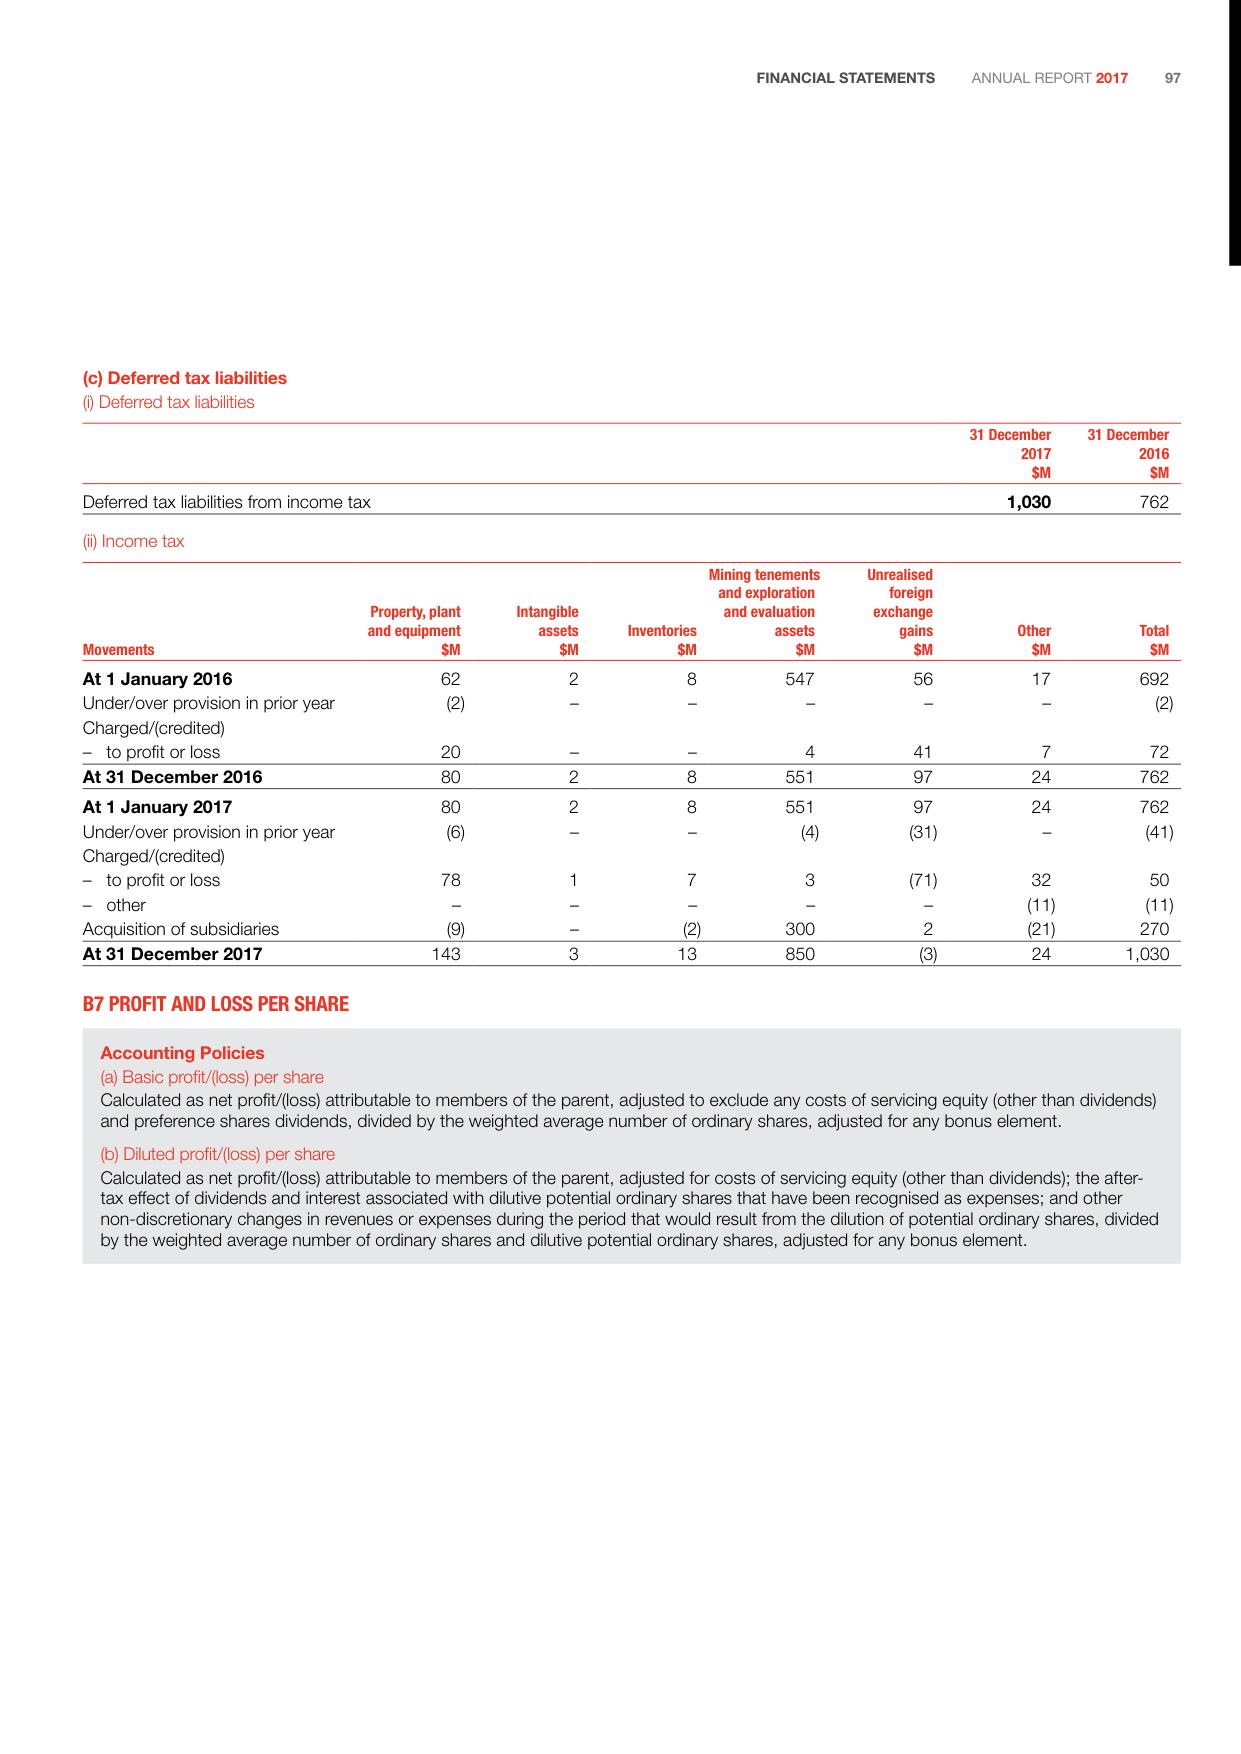 FINANCIAL STATEMENTS ANNUAL REPORT 2017 97
(c) Deferred tax liabilities
(i) Deferred tax liabilities
31 December 31 December
2017 2016
$M $M
Deferred tax liabilities from income tax 1,030 762
(ii) Income tax
Mining tenements Unrealised
and exploration foreign
Property, plant Intangible and evaluation exchange
and equipment assets Inventories assets gains Other Total
Movements $M $M $M $M $M $M $M
At 1 January 2016 62 2 8 547 56 17 692
Under/over provision in prior year (2) – – – – – (2)
Charged/(credited)
– to profit or loss 20 – – 4 41 7 72
At 31 December 2016 80 2 8 551 97 24 762
At 1 January 2017 80 2 8 551 97 24 762
Under/over provision in prior year (6) – – (4) (31) – (41)
Charged/(credited)
– to profit or loss 78 1 7 3 (71) 32 50
– other – – – – – (11) (11)
Acquisition of subsidiaries (9) – (2) 300 2 (21) 270
At 31 December 2017 143 3 13 850 (3) 24 1,030
B7 PROFIT AND LOSS PER SHARE
Accounting Policies
(a) Basic profit/(loss) per share
Calculated as net profit/(loss) attributable to members of the parent, adjusted to exclude any costs of servicing equity (other than dividends)
and preference shares dividends, divided by the weighted average number of ordinary shares, adjusted for any bonus element.
(b) Diluted profit/(loss) per share
Calculated as net profit/(loss) attributable to members of the parent, adjusted for costs of servicing equity (other than dividends); the after-
tax effect of dividends and interest associated with dilutive potential ordinary shares that have been recognised as expenses; and other
non-discretionary changes in revenues or expenses during the period that would result from the dilution of potential ordinary shares, divided
by the weighted average number of ordinary shares and dilutive potential ordinary shares, adjusted for any bonus element.